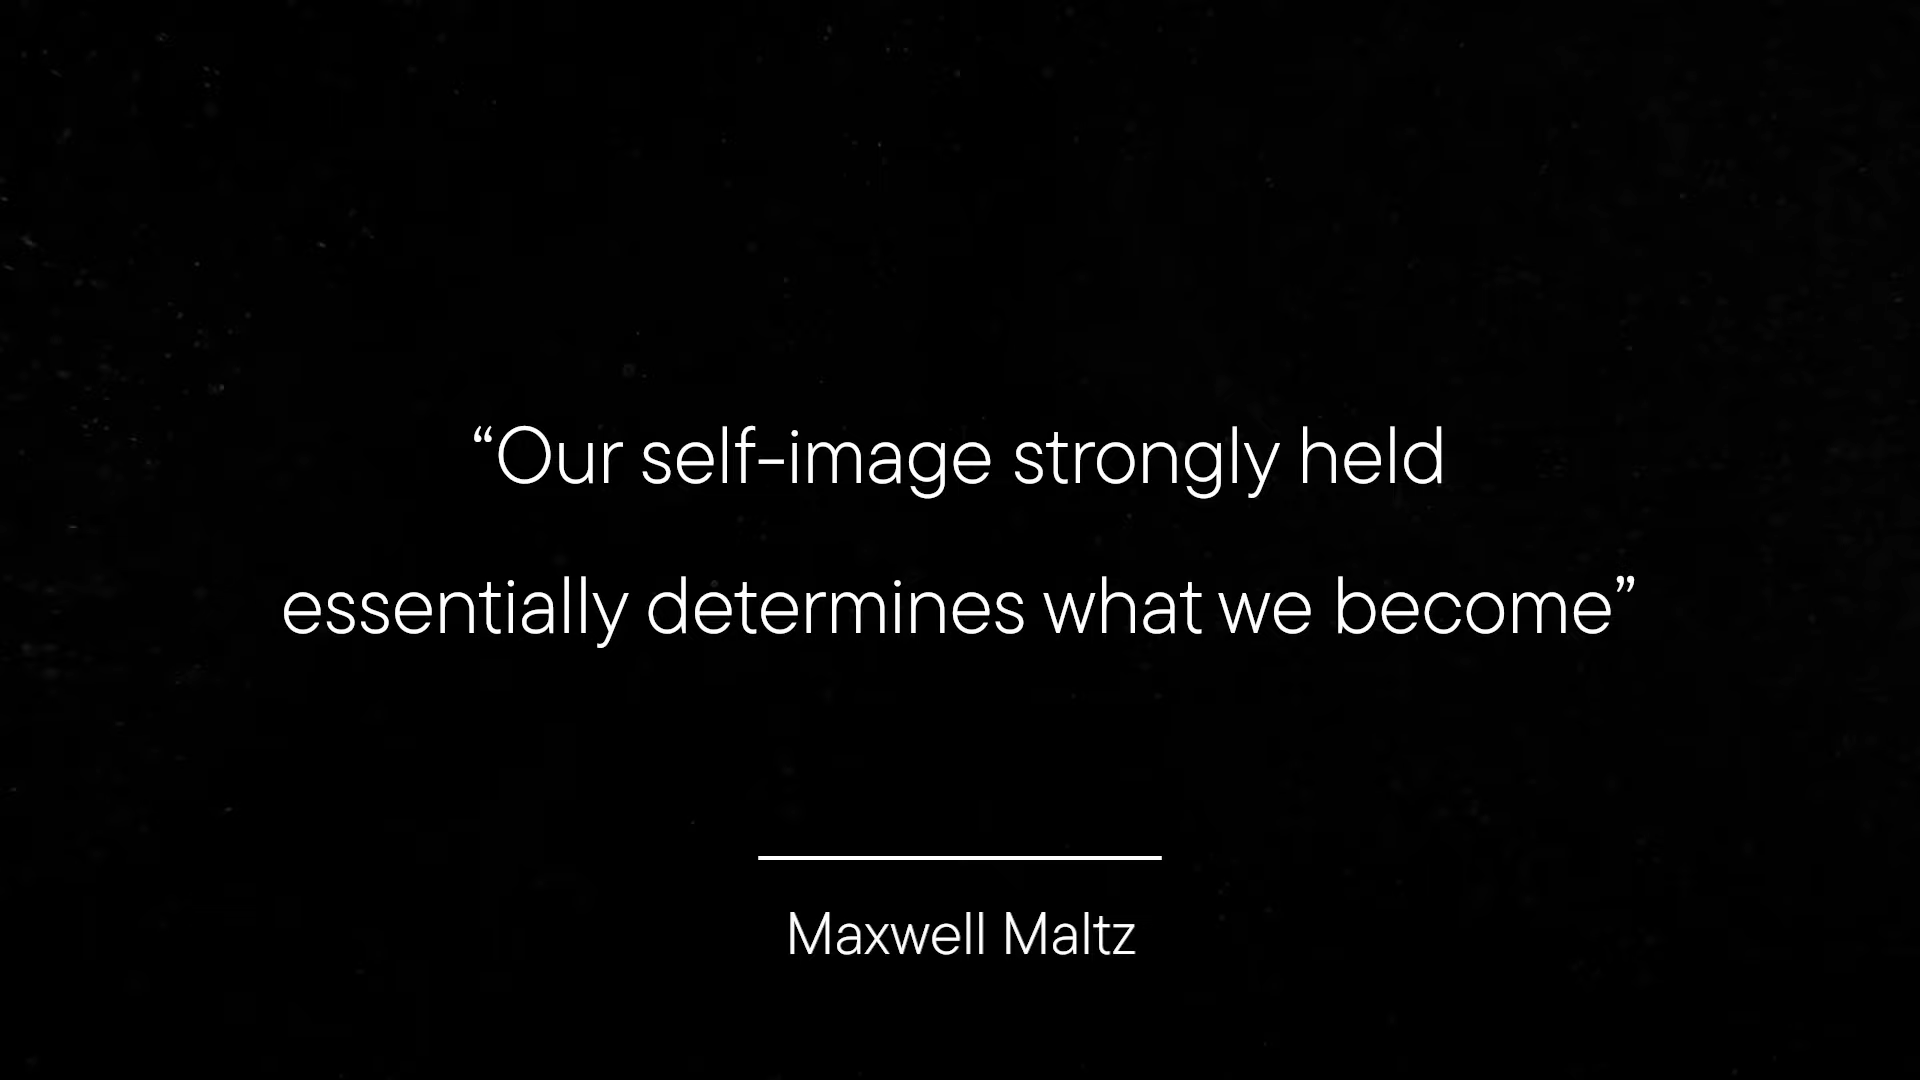 “Our self-image strongly held
essentially determines what we become”
Maxwell Maltz